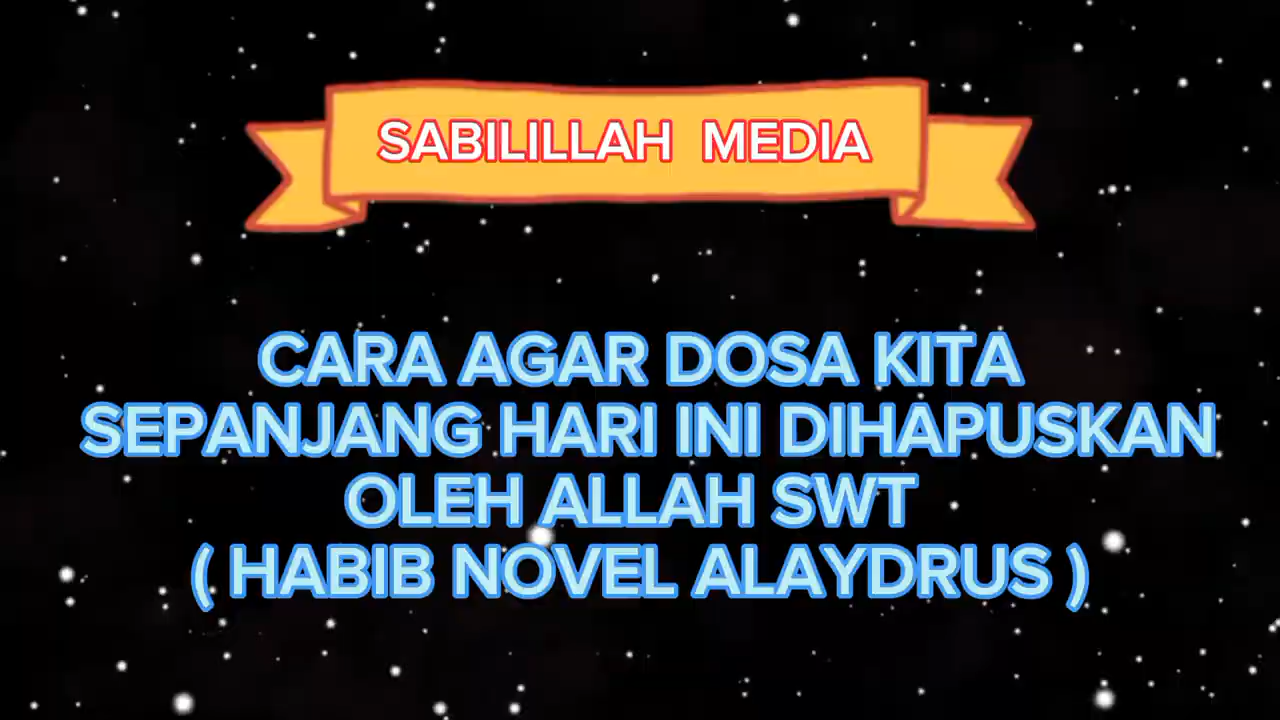 SABILILLAH MEDIA
CARA AGAR DOSA KITA
SEPANJANG HARI INI DIHAPUSKAN
OLEH ALLAH SWT
( HABIB NOVEL ALAYDRUS )